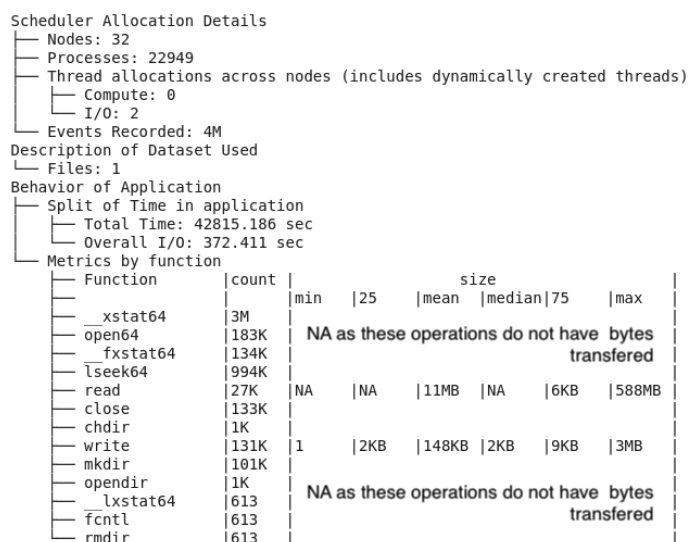 Scheduler Allocation Details
├── Nodes: 32
├── Processes: 22949
├── Thread allocations across nodes (includes dynamically created threads)
│   ├── Compute: 0
│   └── I/O: 2
└── Events Recorded: 4M
Description of Dataset Used
└── Files: 1
Behavior of Application
├── Split of Time in application
│   ├── Total Time: 42815.186 sec
│   └── Overall I/O: 372.411 sec
└── Metrics by function
    ├── Function |count | size |
    ├── | |min |25 |mean |median|75 |max |
    ├── __xstat64 |3M | |
    ├── open64 |183K | NA as these operations do not have bytes |
    ├── __fxstat64 |134K | transfered |
    ├── lseek64 |994K | |
    ├── read |27K |NA |NA |11MB |NA |6KB |588MB |
    ├── close |133K | |
    ├── chdir |1K | |
    ├── write |131K |1 |2KB |148KB |2KB |9KB |3MB |
    ├── mkdir |101K | |
    ├── opendir |1K | |
    ├── __lxstat64 |613 | NA as these operations do not have bytes |
    ├── fcntl |613 | transfered |
    └── rmdir |613 | |